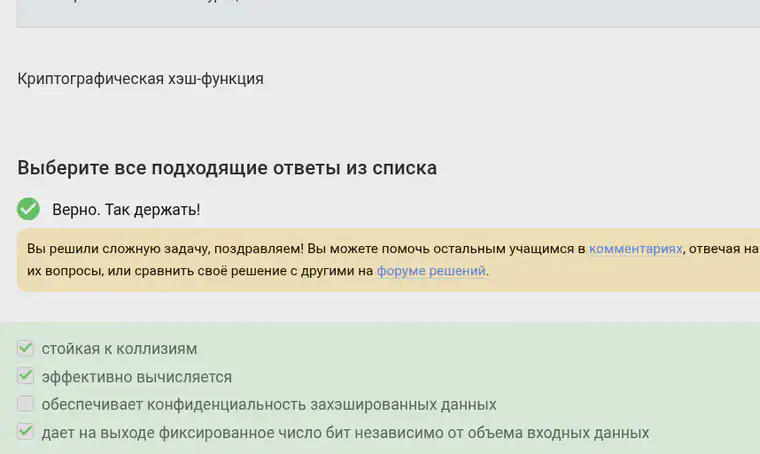 Криптографическая хэш-функция
Выберите все подходящие ответы из списка
Верно. Так держать!
Вы решили сложную задачу, поздравляем! Вы можете помочь остальным учащимся в комментариях, отвечая на
их вопросы, или сравнить своё решение с другими на форуме решений.
стойкая к коллизиям
эффективно вычисляется
обеспечивает конфиденциальность захэшированных данных
дает на выходе фиксированное число бит независимо от объема входных данных